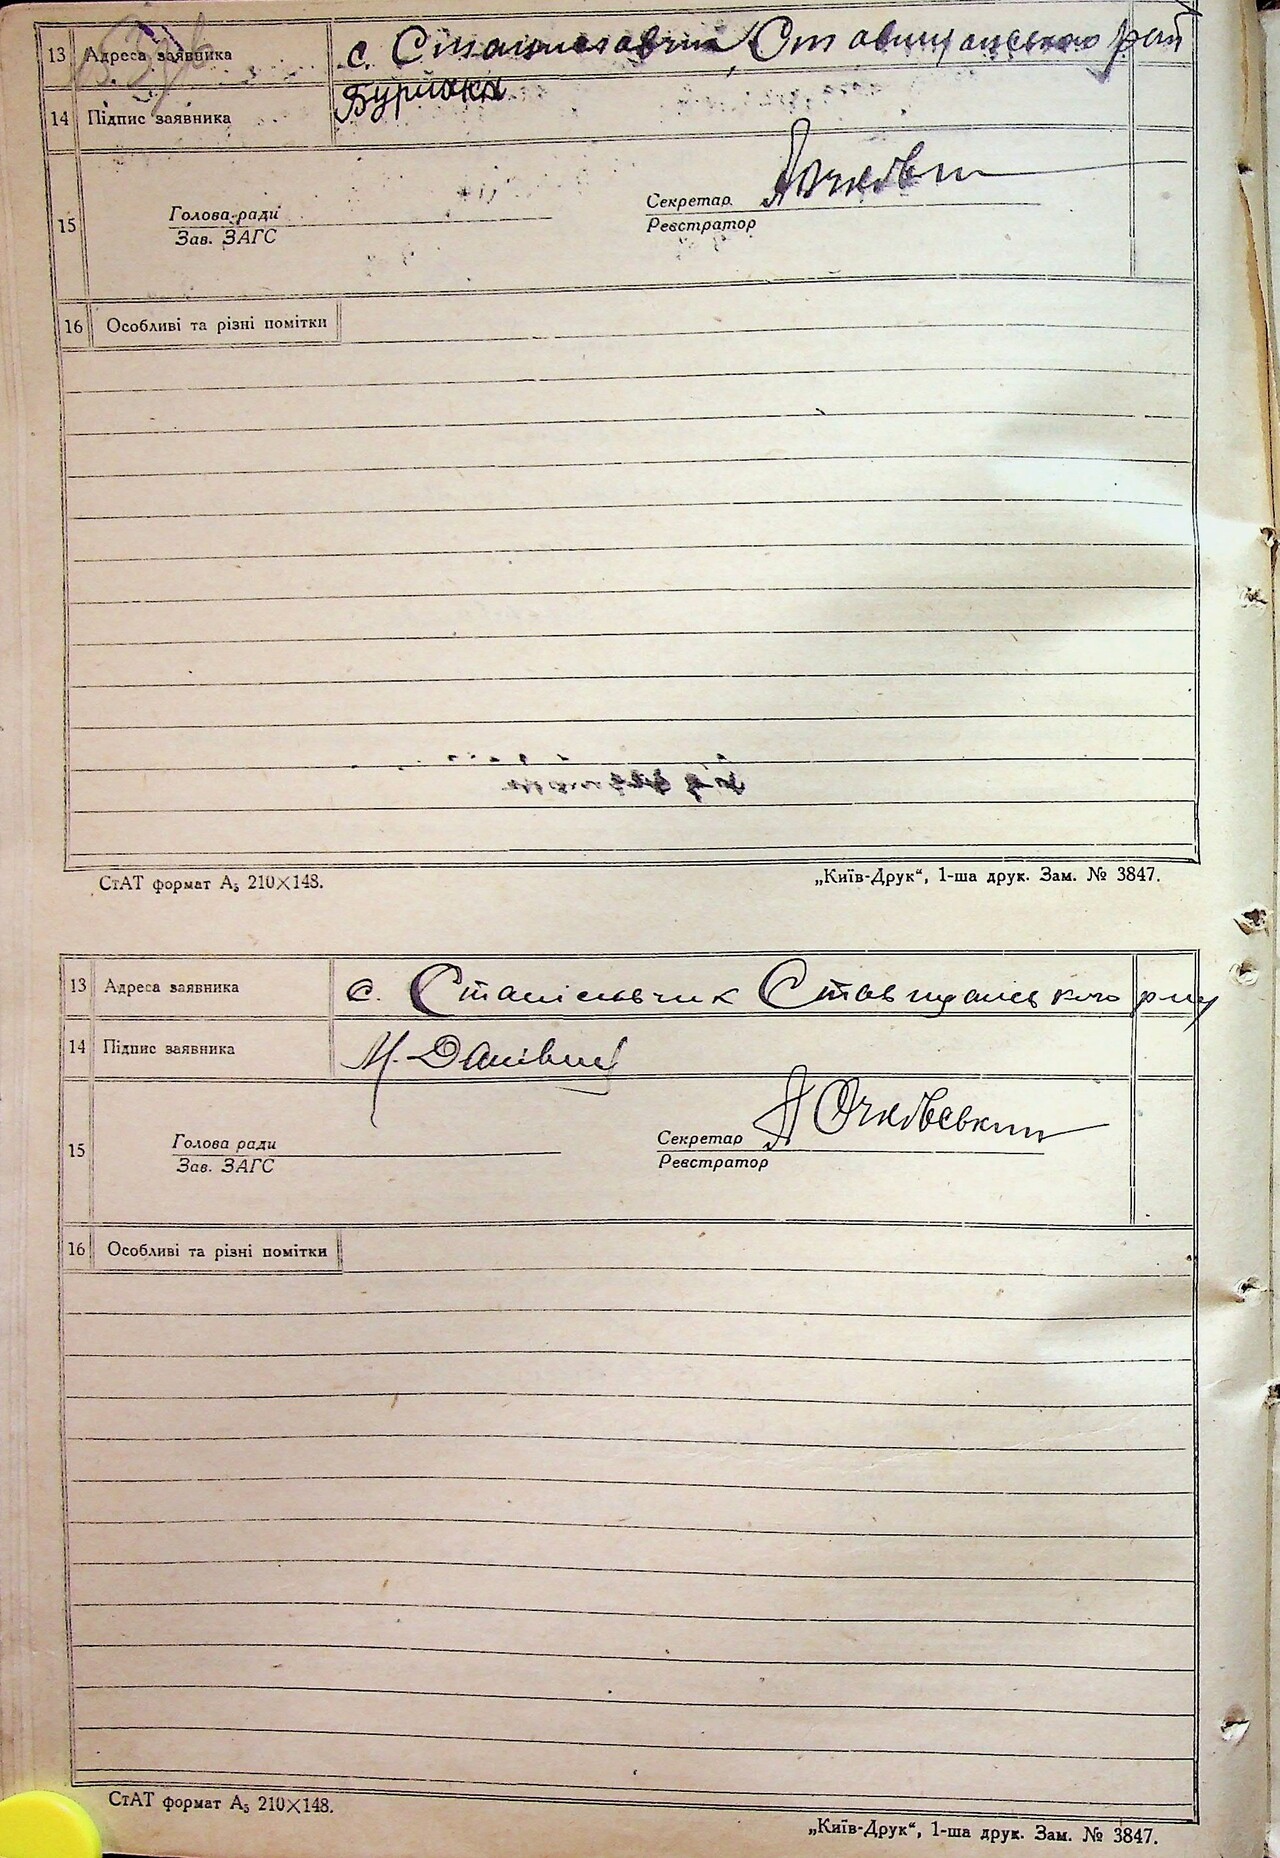 13 Адреса заявника с. Станиславчик Ставищанського рай
14 Підпис заявника Бурлака
15 Голова ради Секретар
Зав. ЗАГС Реєстратор
16 Особливі та різні помітки
СтАТ формат А₅ 210×148. „Київ-Друк“, 1-ша друк. Зам. № 3847.
13 Адреса заявника с. Станіславчик Ставищанського р-ну
14 Підпис заявника М. Данівш
15 Голова ради Секретар Очковський
Зав. ЗАГС Реєстратор
16 Особливі та різні помітки
СтАТ формат А₅ 210×148.
„Київ-Друк“, 1-ша друк. Зам. № 3847.